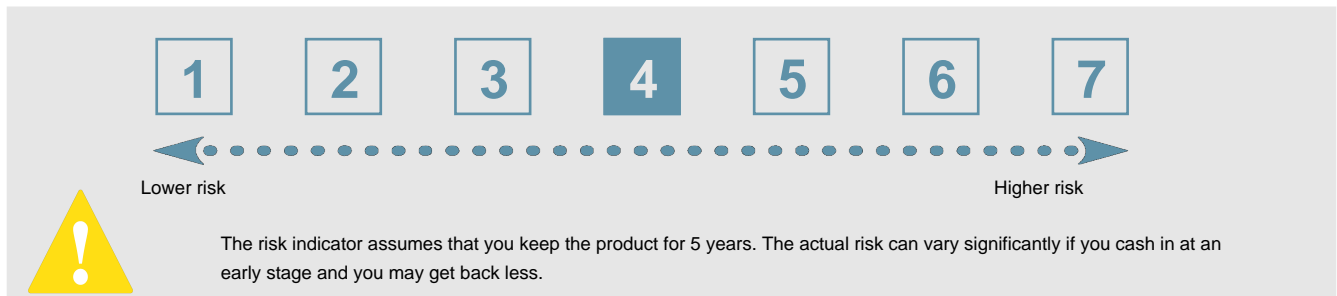 1 2 3 4 5 6 7
Lower risk Higher risk
!
The risk indicator assumes that you keep the product for 5 years. The actual risk can vary significantly if you cash in at an
early stage and you may get back less.